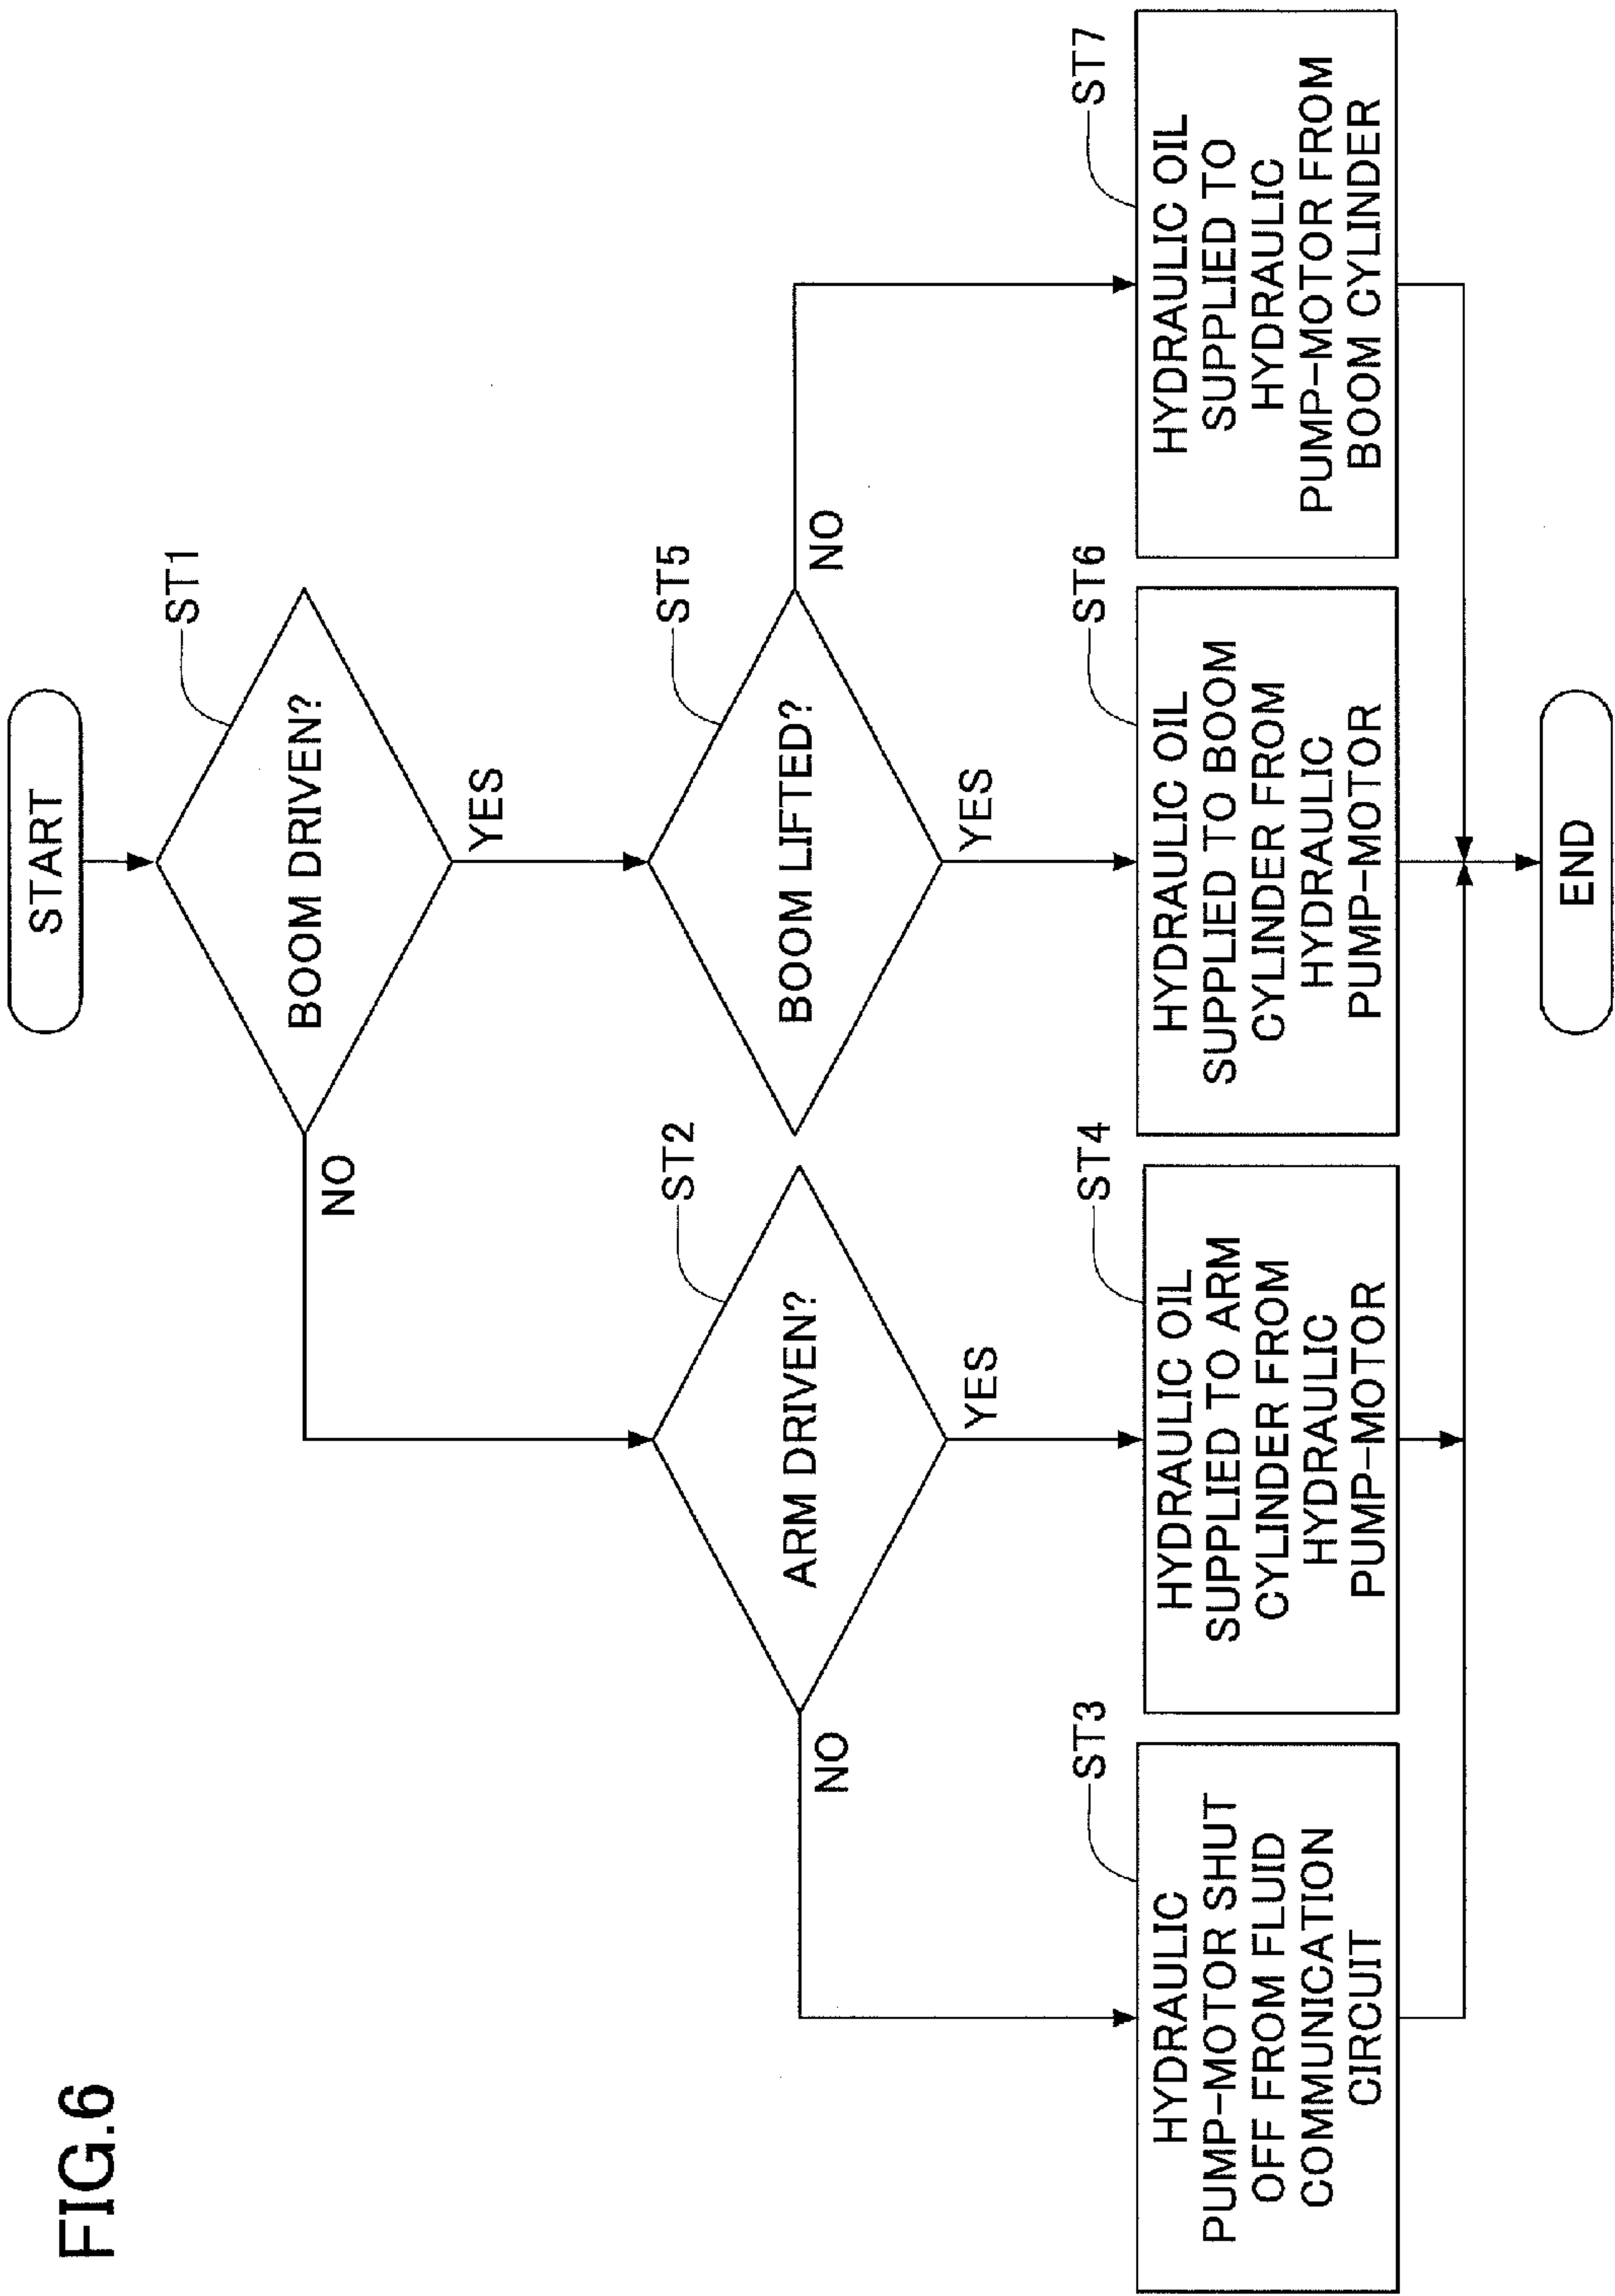 FIG.6
START
ST1
BOOM DRIVEN?
NO
YES
ST2
ARM DRIVEN?
NO
YES
ST5
BOOM LIFTED?
YES
NO
ST3
HYDRAULIC
PUMP-MOTOR SHUT
OFF FROM FLUID
COMMUNICATION
CIRCUIT
ST4
HYDRAULIC OIL
SUPPLIED TO ARM
CYLINDER FROM
HYDRAULIC
PUMP-MOTOR
ST6
HYDRAULIC OIL
SUPPLIED TO BOOM
CYLINDER FROM
HYDRAULIC
PUMP-MOTOR
ST7
HYDRAULIC OIL
SUPPLIED TO
HYDRAULIC
PUMP-MOTOR FROM
BOOM CYLINDER
END